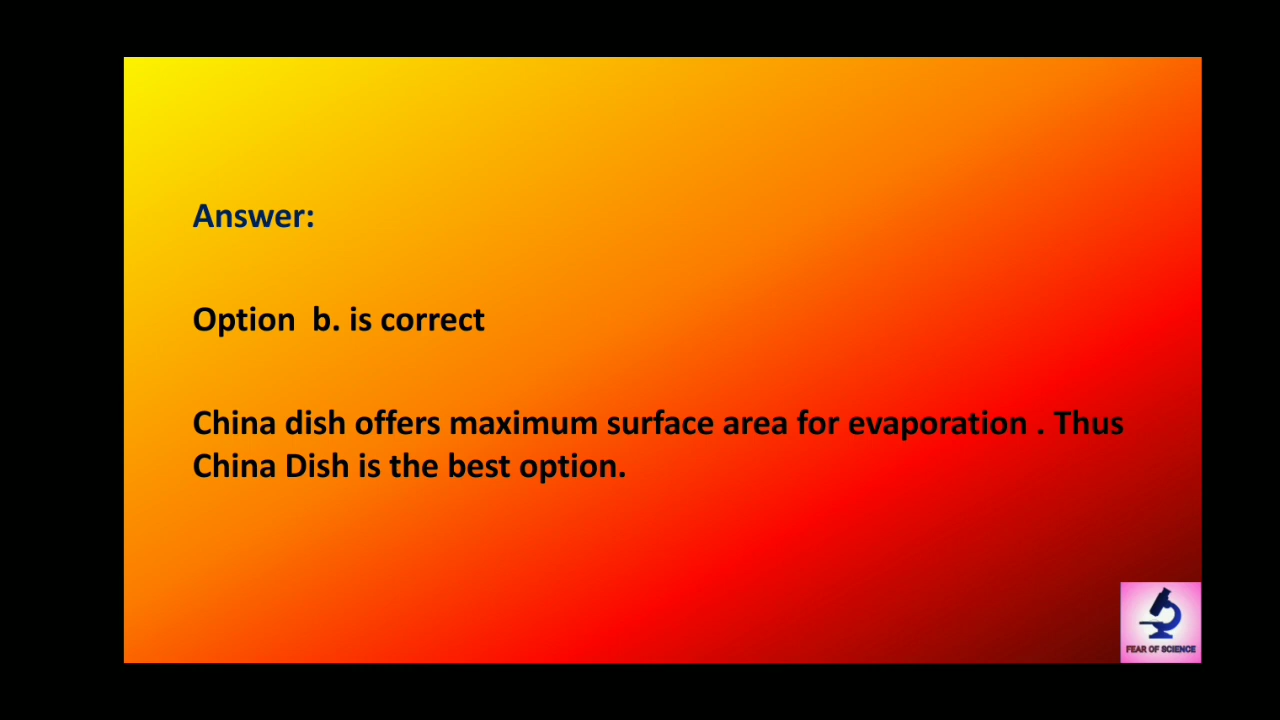 Answer:
Option  b. is correct
China dish offers maximum surface area for evaporation . Thus
China Dish is the best option.
FEAR OF SCIENCE